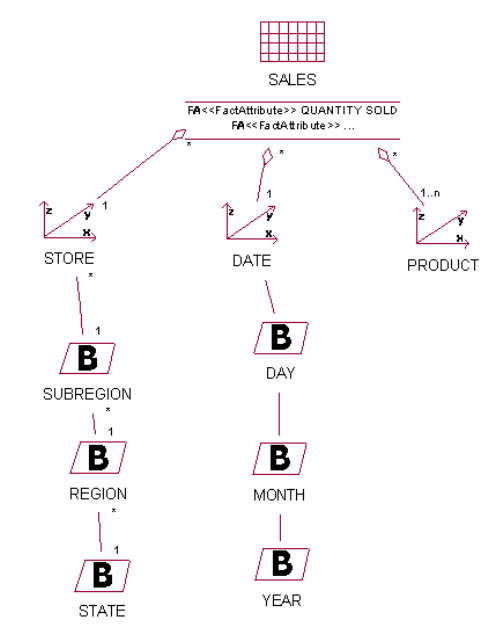 SALES
FA<<FactAttribute>> QUANTITY SOLD
FA<<FactAttribute>> ...
* * *
1 1 1..n
z y x z y x z y x
STORE DATE PRODUCT
*
1
B B
SUBREGION DAY
*
1
B B
REGION MONTH
*
1
B B
STATE YEAR